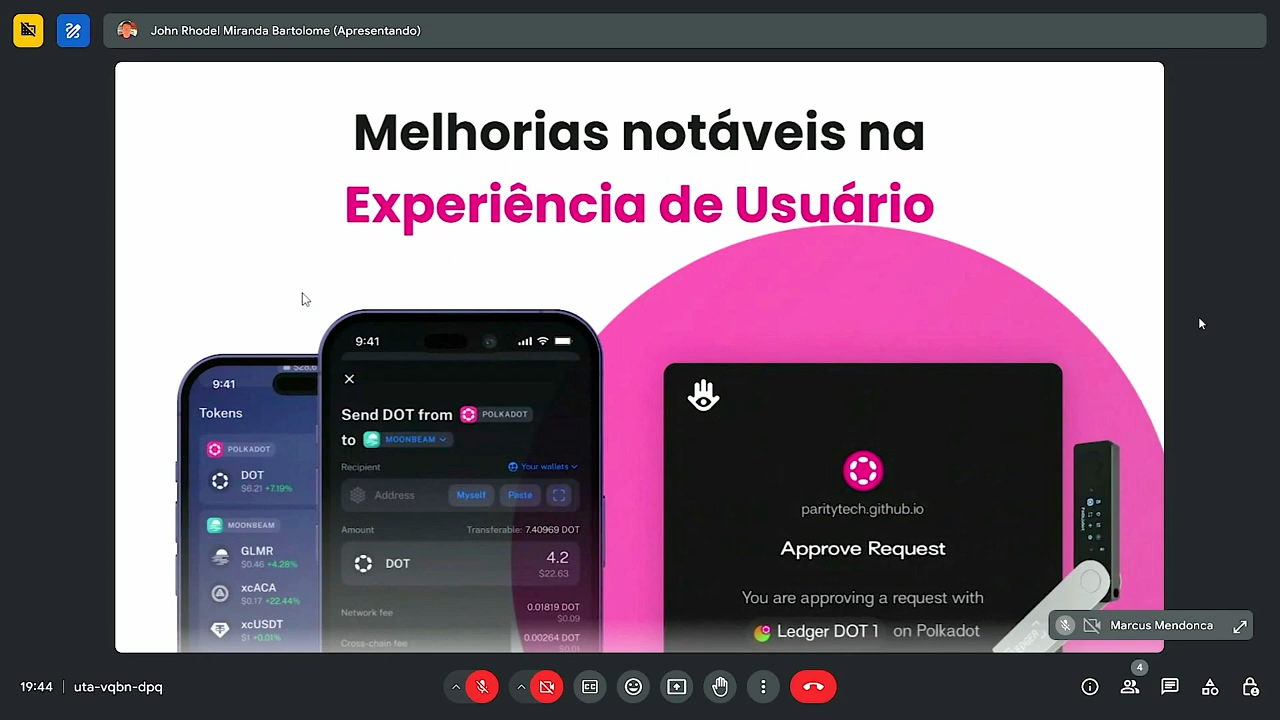 John Rhodel Miranda Bartolome (Apresentando)
Melhorias notáveis na
Experiência de Usuário
9:41
Tokens
POLKADOT
DOT
$6.21 +7.19%
MOONBEAM
GLMR
$0.46 +4.28%
xcACA
$0.17 +22.44%
xcUSDT
$1 +0.01%
9:41
Send DOT from POLKADOT
to MOONBEAM
Recipient Your wallets
Address Myself Paste
Amount Transferable: 7.40969 DOT
DOT 4.2
$22.63
Network fee 0.01819 DOT
$0.09
Cross-chain fee 0.00264 DOT
$0.01
paritytech.github.io
Approve Request
You are approving a request with
Ledger DOT 1 on Polkadot
Marcus Mendonca
19:44 | uta-vqbn-dpq
4